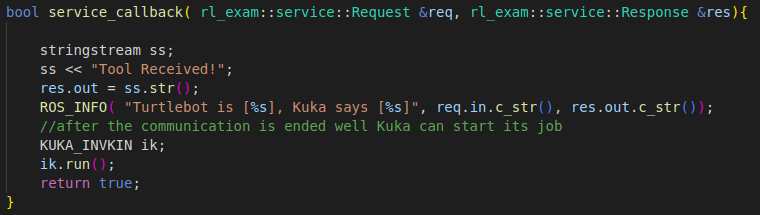 bool service_callback( rl_exam::service::Request &req, rl_exam::service::Response &res){
stringstream ss;
ss << "Tool Received!";
res.out = ss.str();
ROS_INFO( "Turtlebot is [%s], Kuka says [%s]", req.in.c_str(), res.out.c_str());
//after the communication is ended well Kuka can start its job
KUKA_INVKIN ik;
ik.run();
return true;
}